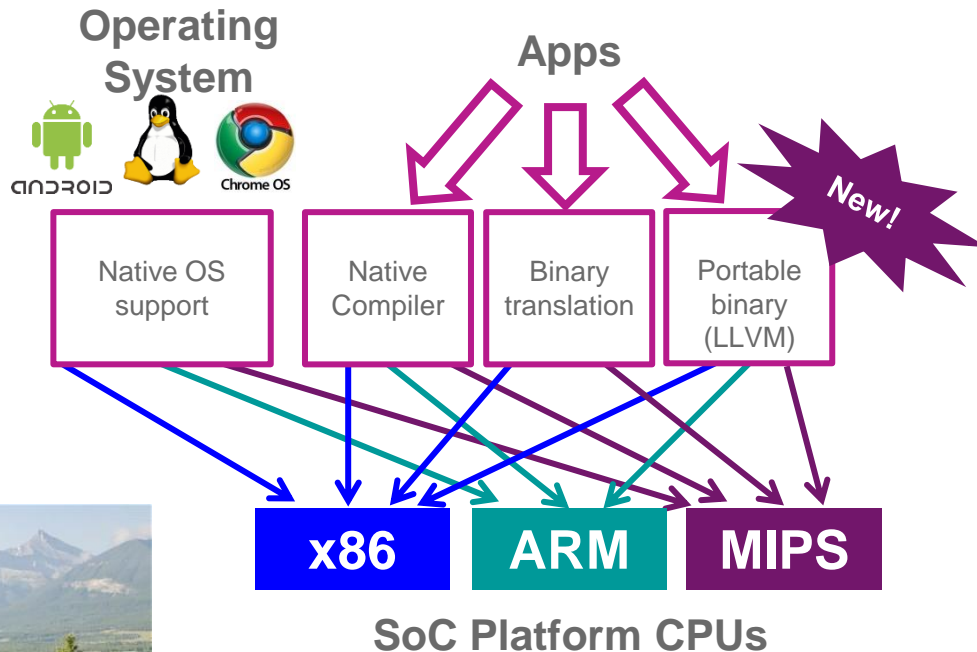 Operating
System
Apps
android
Chrome OS
New!
Native OS
support
Native
Compiler
Binary
translation
Portable
binary
(LLVM)
x86
ARM
MIPS
SoC Platform CPUs